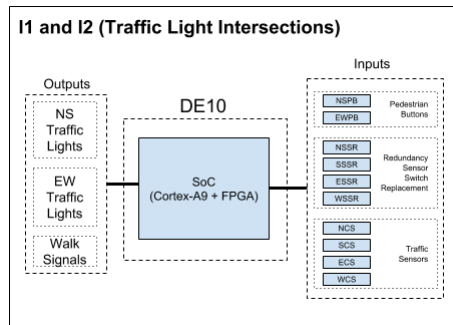 I1 and I2 (Traffic Light Intersections)
Outputs
NS
Traffic
Lights
EW
Traffic
Lights
Walk
Signals
DE10
SoC
(Cortex-A9 + FPGA)
Inputs
NSPB
EWPB
Pedestrian
Buttons
NSSR
SSSR
ESSR
WSSR
Redundancy
Sensor
Switch
Replacement
NCS
SCS
ECS
WCS
Traffic
Sensors